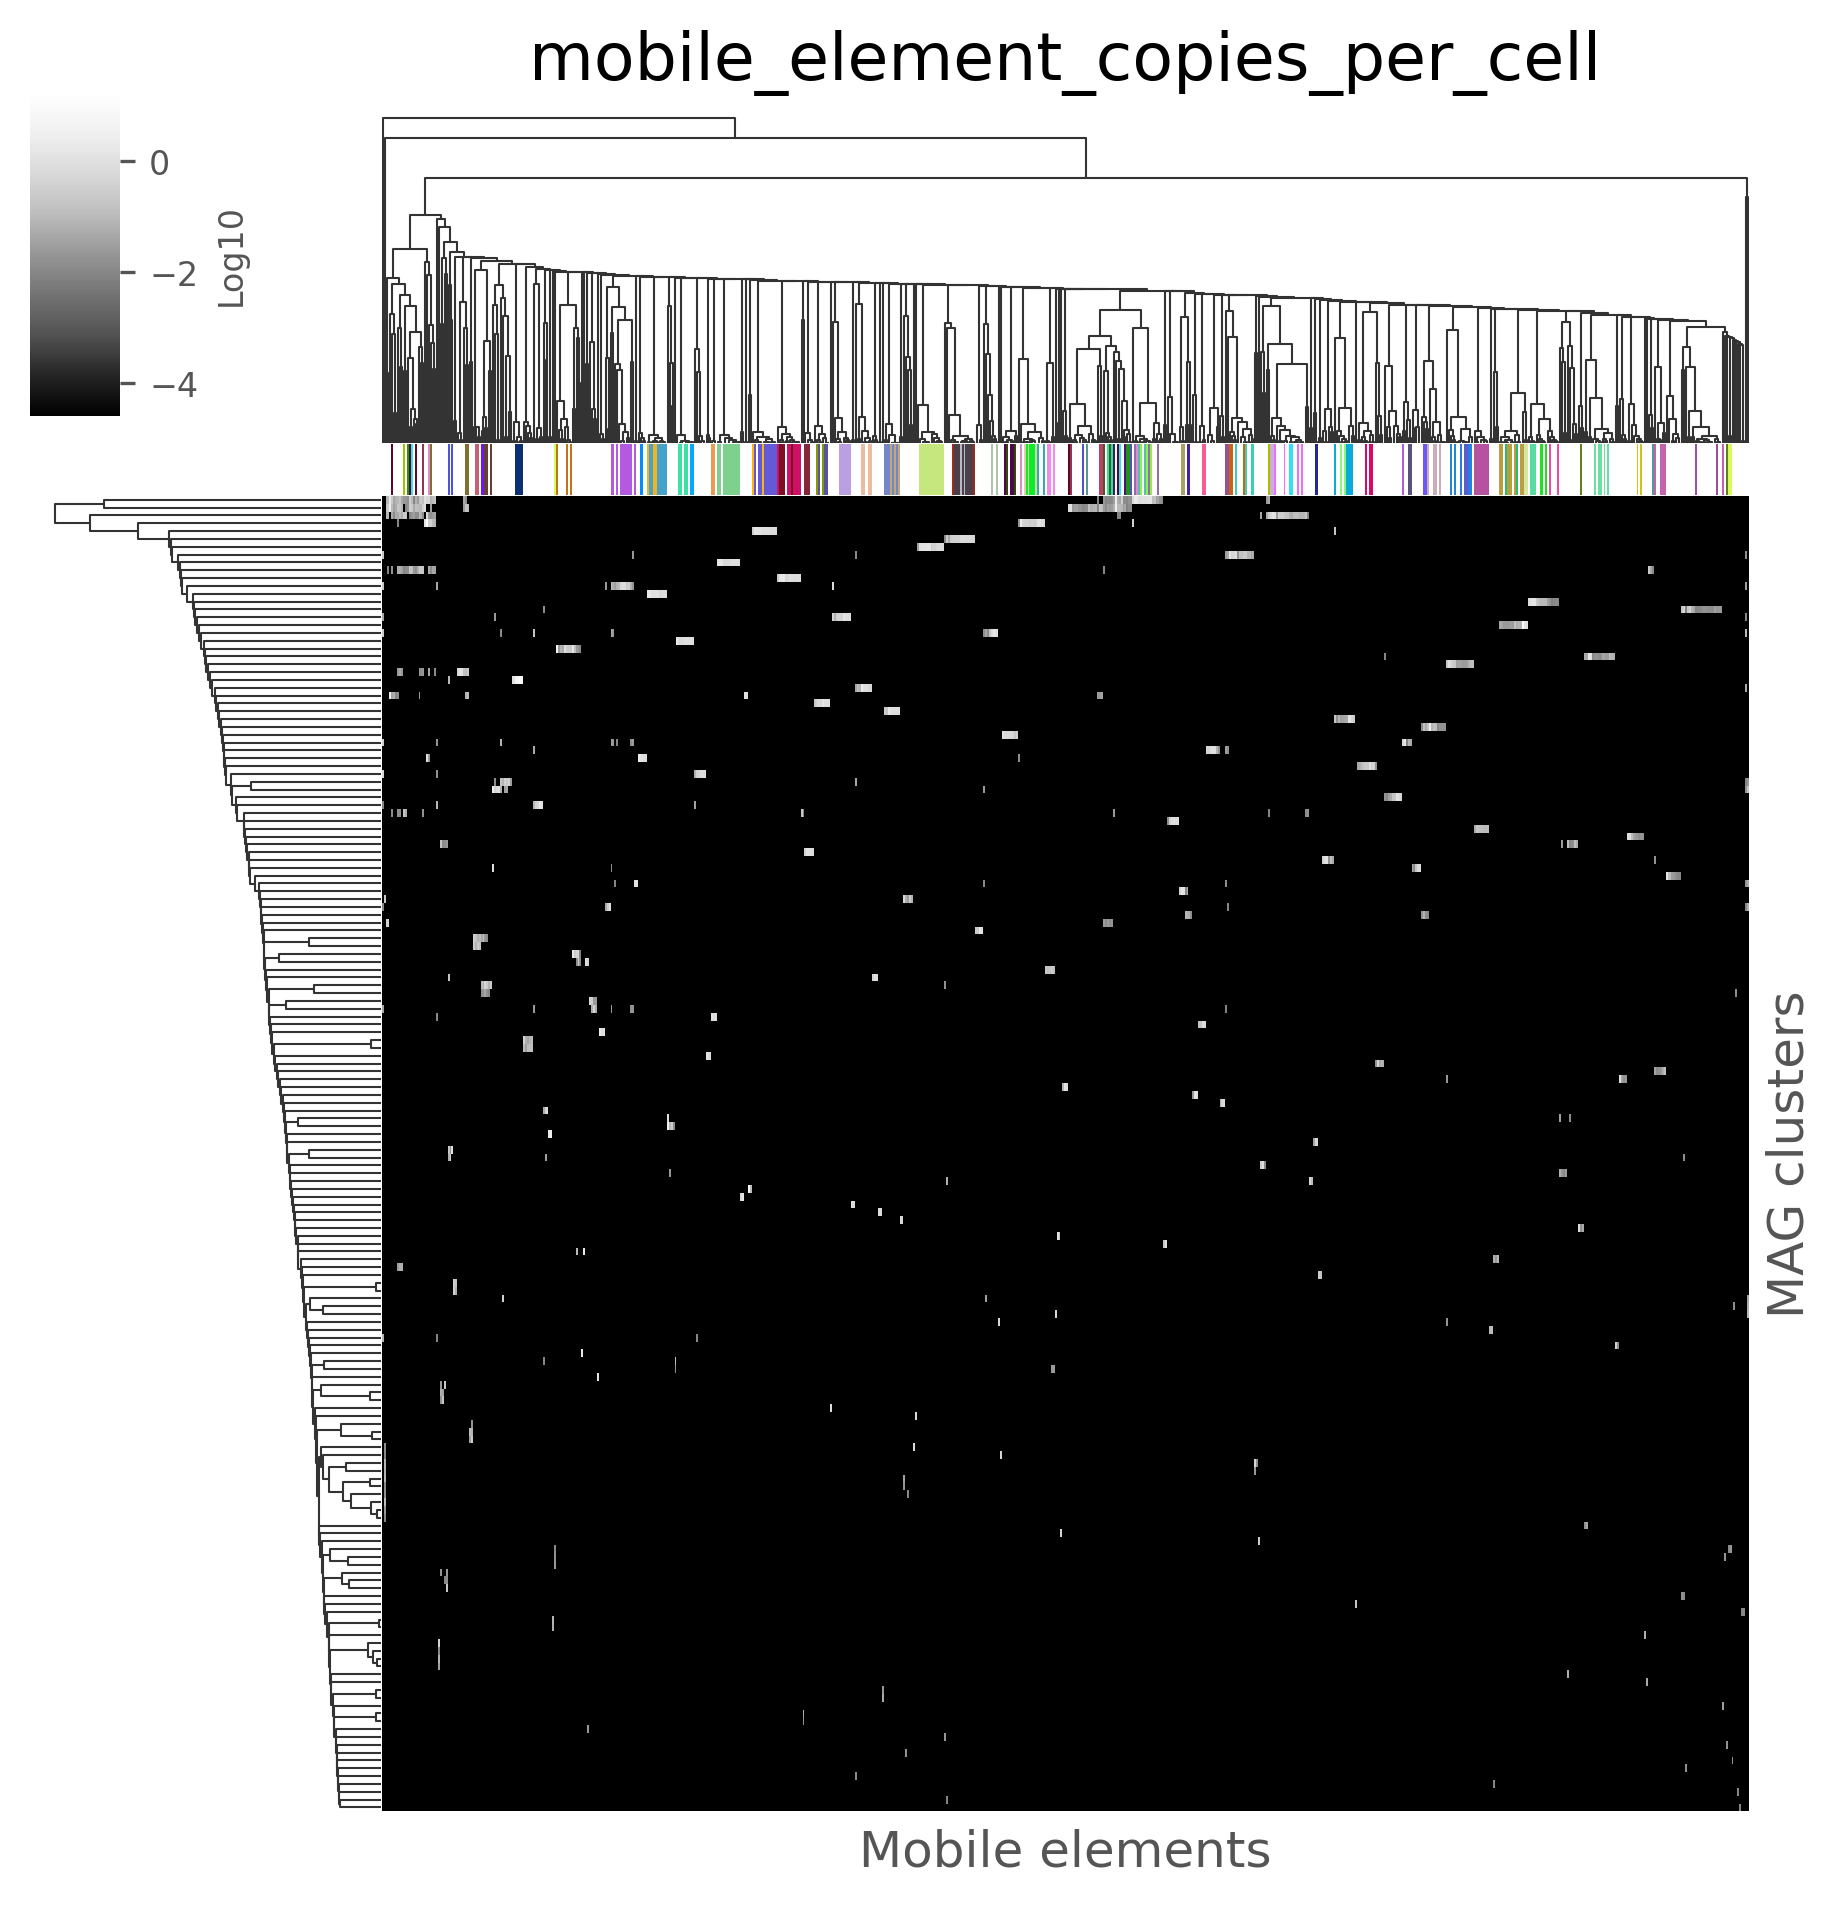 mobile_element_copies_per_cell
0
−2
−4
Log10
MAG clusters
Mobile elements